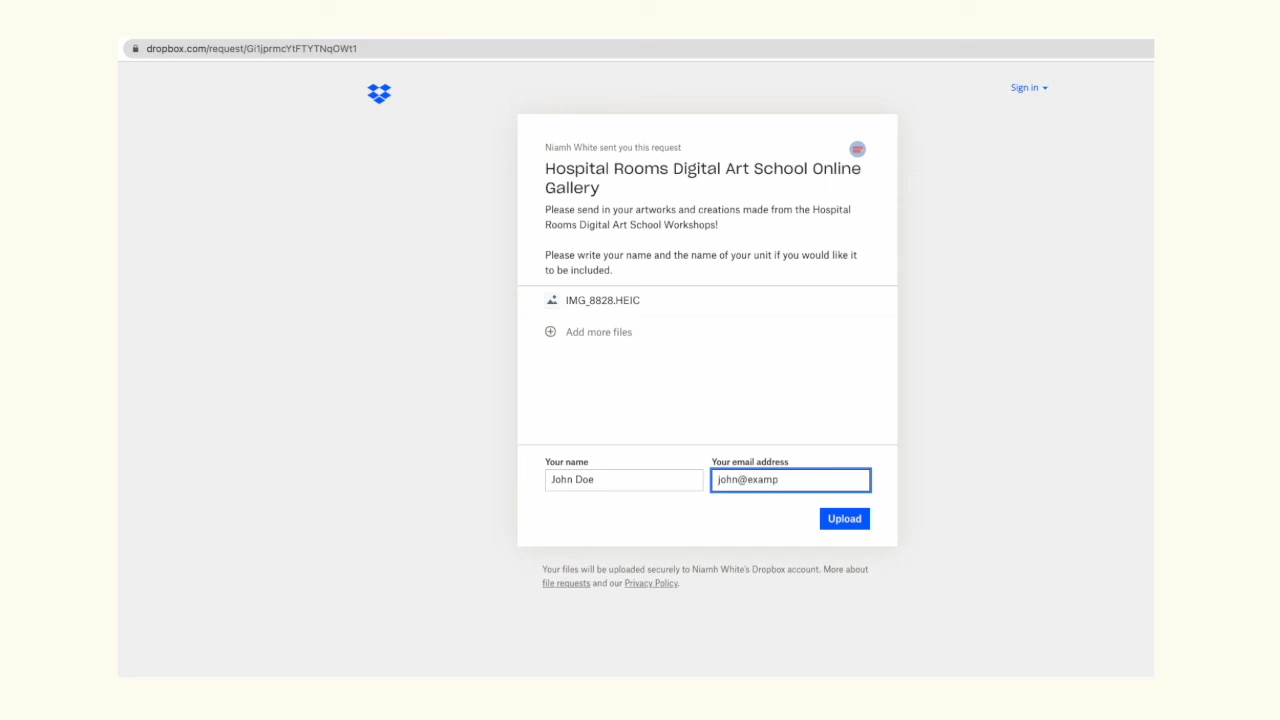 dropbox.com/request/Gi1jprmcYtFTYTNqOWt1
Sign in
Niamh White sent you this request
Hospital Rooms Digital Art School Online
Gallery
Please send in your artworks and creations made from the Hospital
Rooms Digital Art School Workshops!
Please write your name and the name of your unit if you would like it
to be included.
IMG_8828.HEIC
Add more files
Your name
Your email address
John Doe
john@examp
Upload
Your files will be uploaded securely to Niamh White's Dropbox account. More about
file requests and our Privacy Policy.